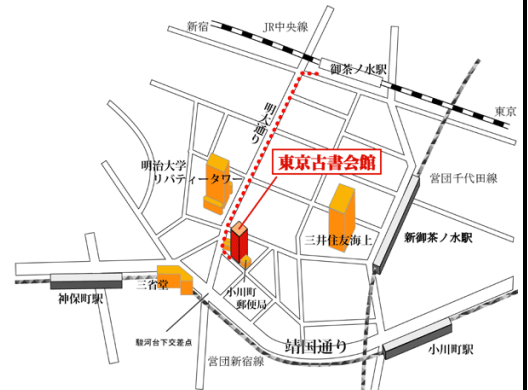 新宿
JR中央線
御茶ノ水駅
東京
明大通り
東京古書会館
明治大学
リバティータワー
営団千代田線
三井住友海上
新御茶ノ水駅
三省堂
小川町
郵便局
神保町駅
駿河台下交差点
靖国通り
小川町駅
営団新宿線